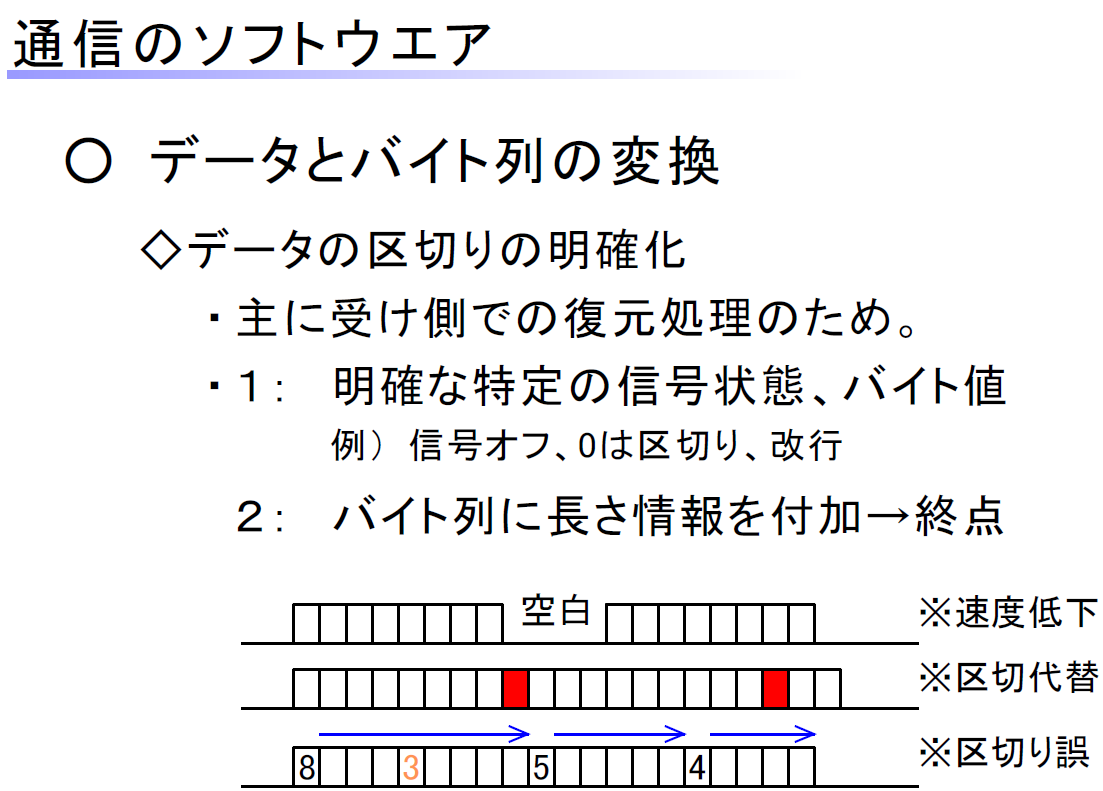 通信のソフトウエア
○ データとバイト列の変換
◇データの区切りの明確化
・主に受け側での復元処理のため。
・1: 明確な特定の信号状態、バイト値
例）信号オフ、0は区切り、改行
2: バイト列に長さ情報を付加→終点
空白 ※速度低下
※区切代替
8 3 5 4 ※区切り誤